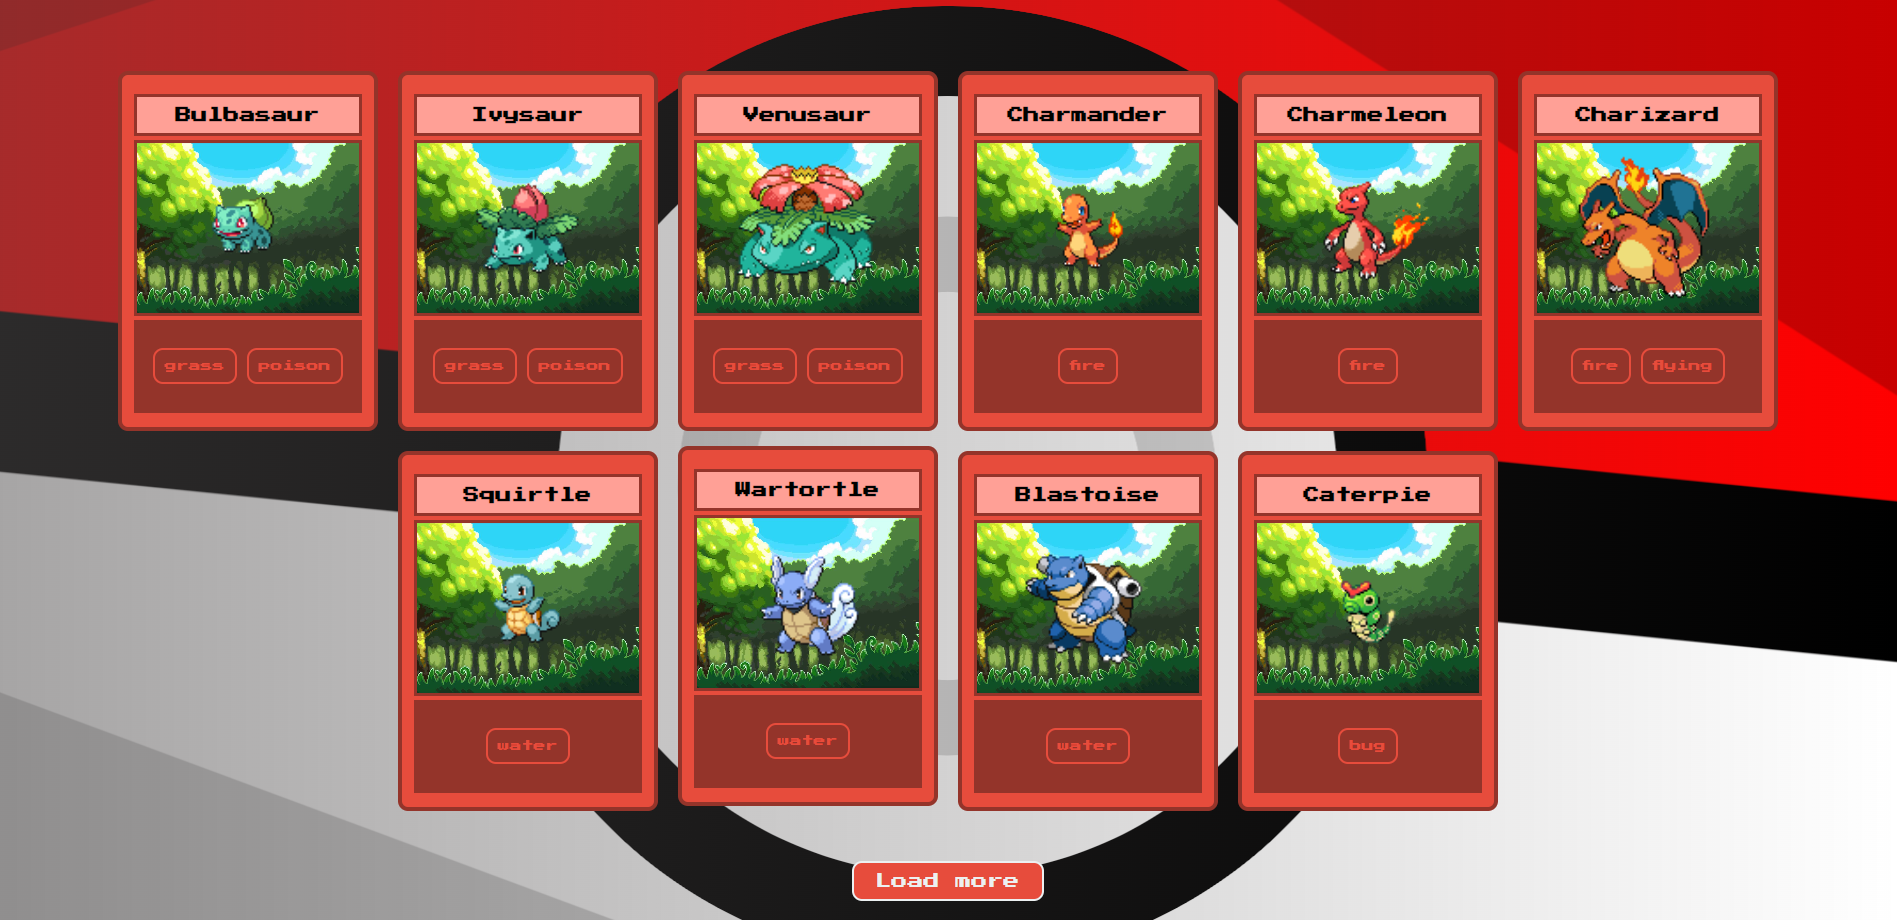 Bulbasaur
Ivysaur
Venusaur
Charmander
Charmeleon
Charizard
grass poison
grass poison
grass poison
fire
fire
fire flying
Squirtle
Wartortle
Blastoise
Caterpie
water
water
water
bug
Load more